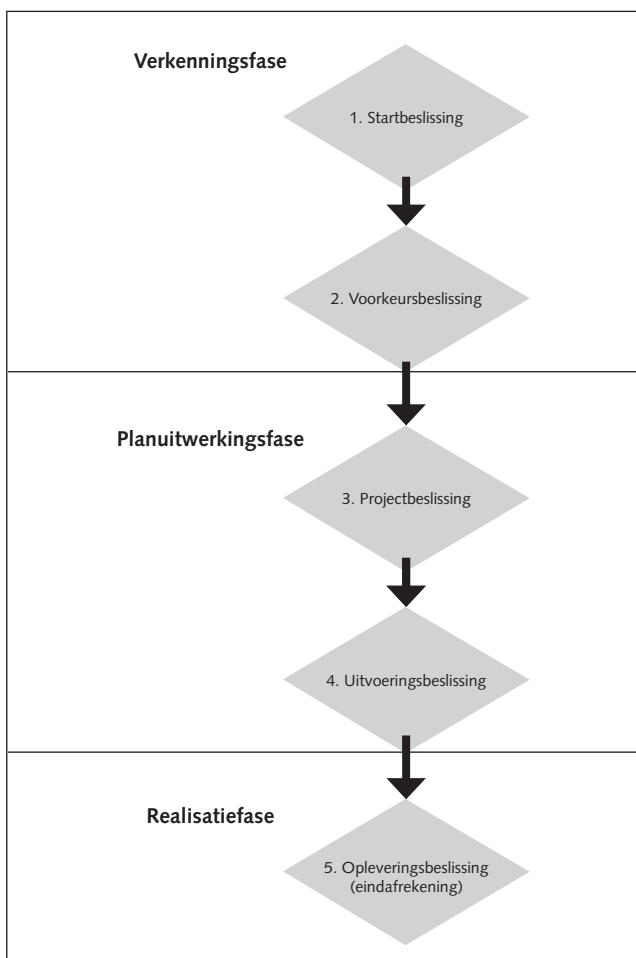 Verkenningsfase
1. Startbeslissing
2. Voorkeursbeslissing
Planuitwerkingsfase
3. Projectbeslissing
4. Uitvoeringsbeslissing
Realisatiefase
5. Opleveringsbeslissing
(eindafrekening)